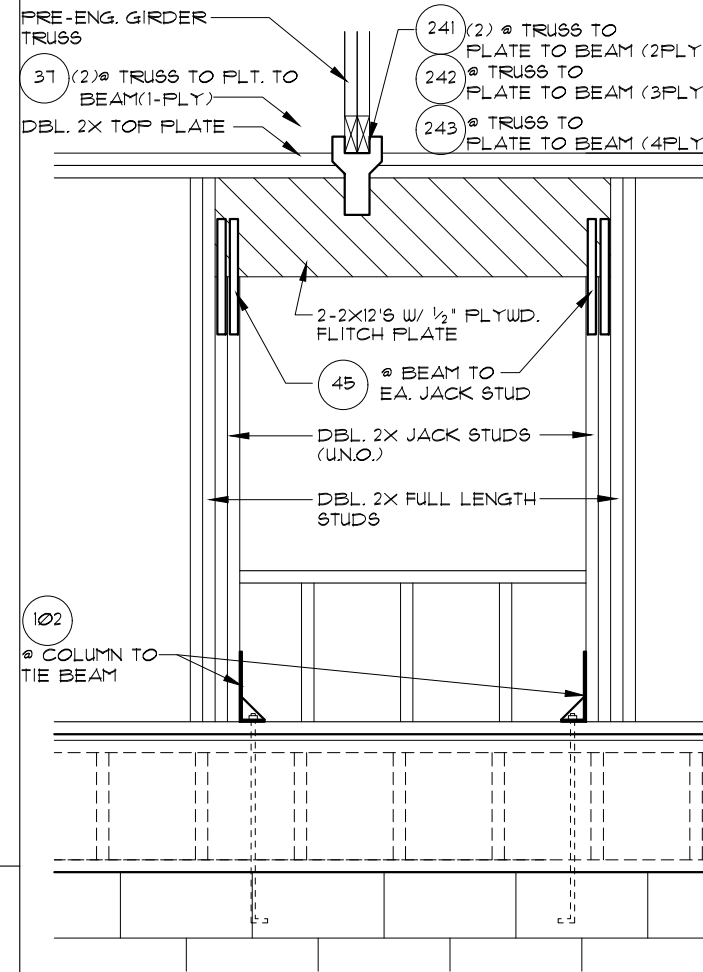 PRE-ENG. GIRDER
TRUSS
37 (2)@ TRUSS TO PLT. TO
BEAM(1-PLY)
DBL. 2X TOP PLATE
241 (2) @ TRUSS TO
PLATE TO BEAM (2PLY
242 @ TRUSS TO
PLATE TO BEAM (3PLY
243 @ TRUSS TO
PLATE TO BEAM (4PLY
2-2X12'S W/ 1/2" PLYWD.
FLITCH PLATE
45 @ BEAM TO
EA. JACK STUD
DBL. 2X JACK STUDS
(U.N.O.)
DBL. 2X FULL LENGTH
STUDS
102
@ COLUMN TO
TIE BEAM